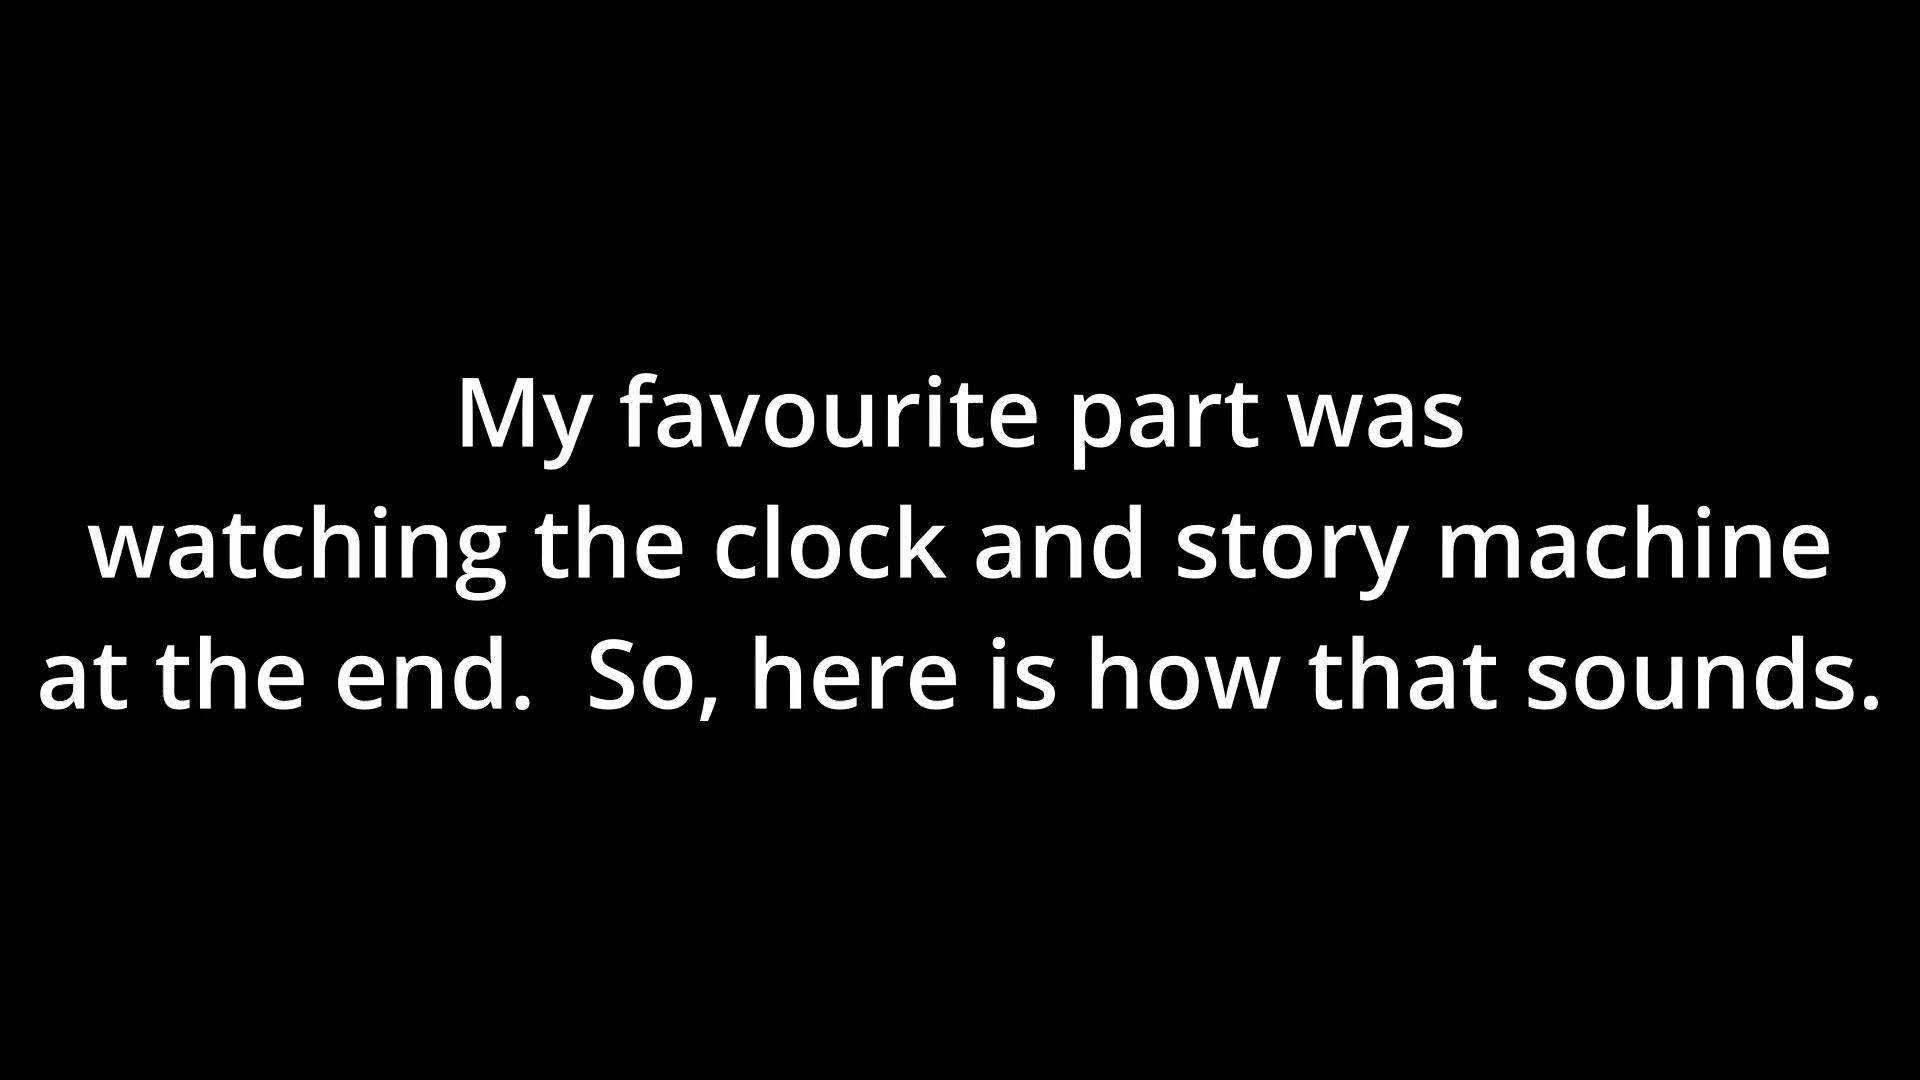 My favourite part was
watching the clock and story machine
at the end.  So, here is how that sounds.